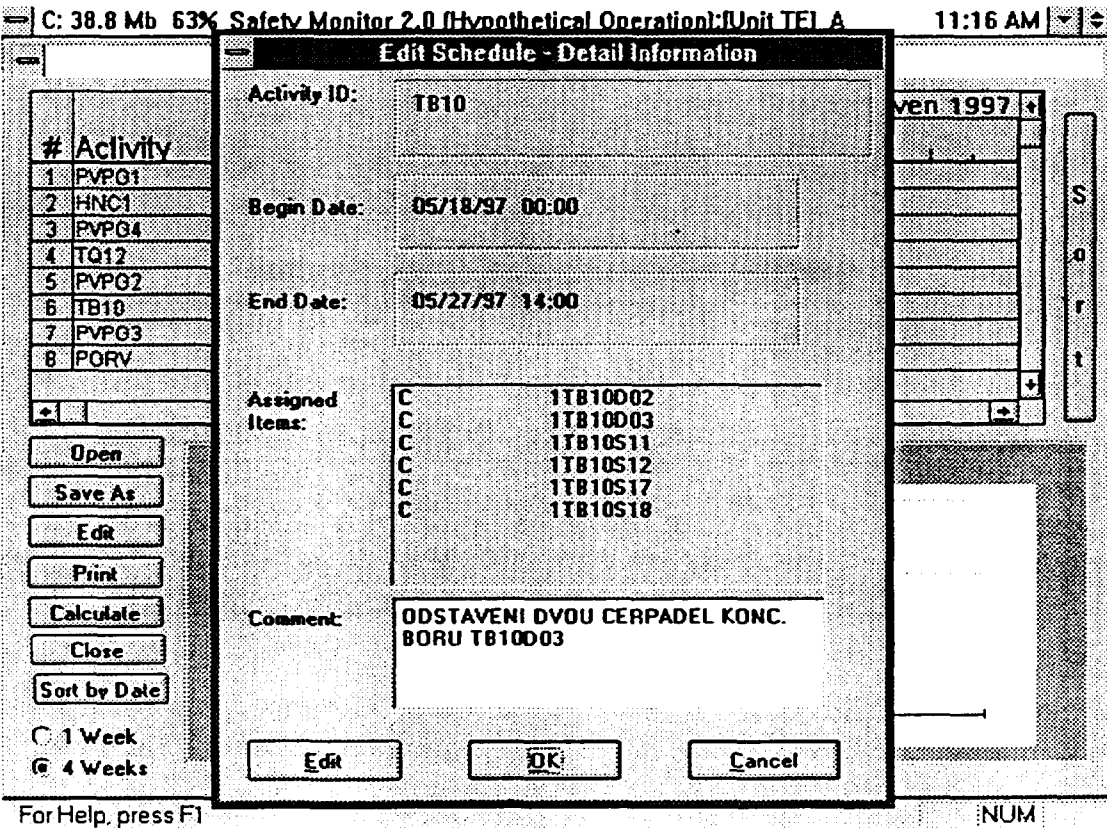 C: 38.8 Mb 63% Safety Monitor 2.0 (Hypothetical Operation):[Unit TE] A 11:16 AM
Edit Schedule - Detail Information
ven 1997
# Activity
1 PVPG1
2 HNC1
3 PVPG4
4 TQ12
5 PVPG2
6 TB10
7 PVPG3
8 PORV
Sort
Activity ID: TB10
Begin Date: 05/18/97 00:00
End Date: 05/27/97 14:00
Assigned
Items:
C 1TB10D02
C 1TB10D03
C 1TB10S11
C 1TB10S12
C 1TB10S17
C 1TB10S18
Comment:
ODSTAVENI DVOU CERPADEL KONC.
BORU TB10D03
Edit OK Cancel
Open
Save As
Edit
Print
Calculate
Close
Sort by Date
1 Week
4 Weeks
For Help, press F1 NUM